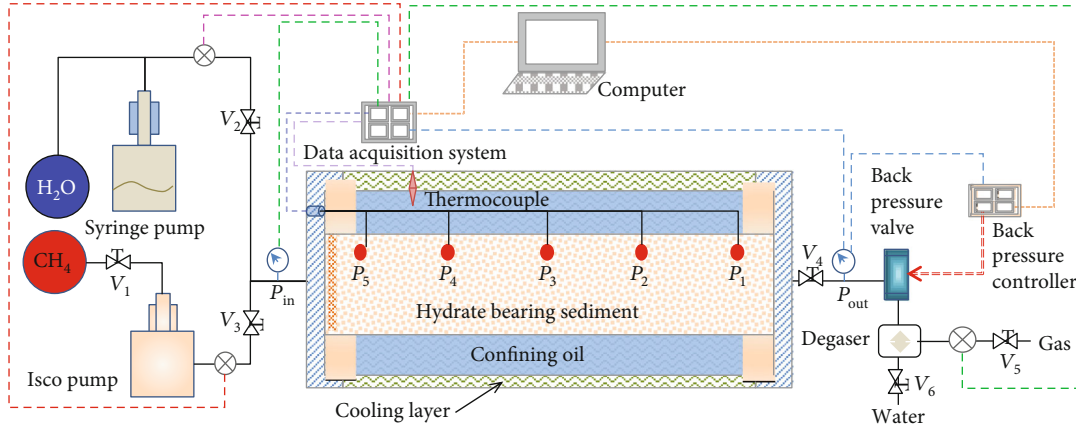 Computer
V2
Data acquisition system
H2O
Syringe pump
Thermocouple
Back
pressure
valve
CH4
V1
Pin
P5
P4
P3
P2
P1
V4
Pout
Back
pressure
controller
V3
Hydrate bearing sediment
Isco pump
Confining oil
Degaser
V5
Gas
Cooling layer
V6
Water